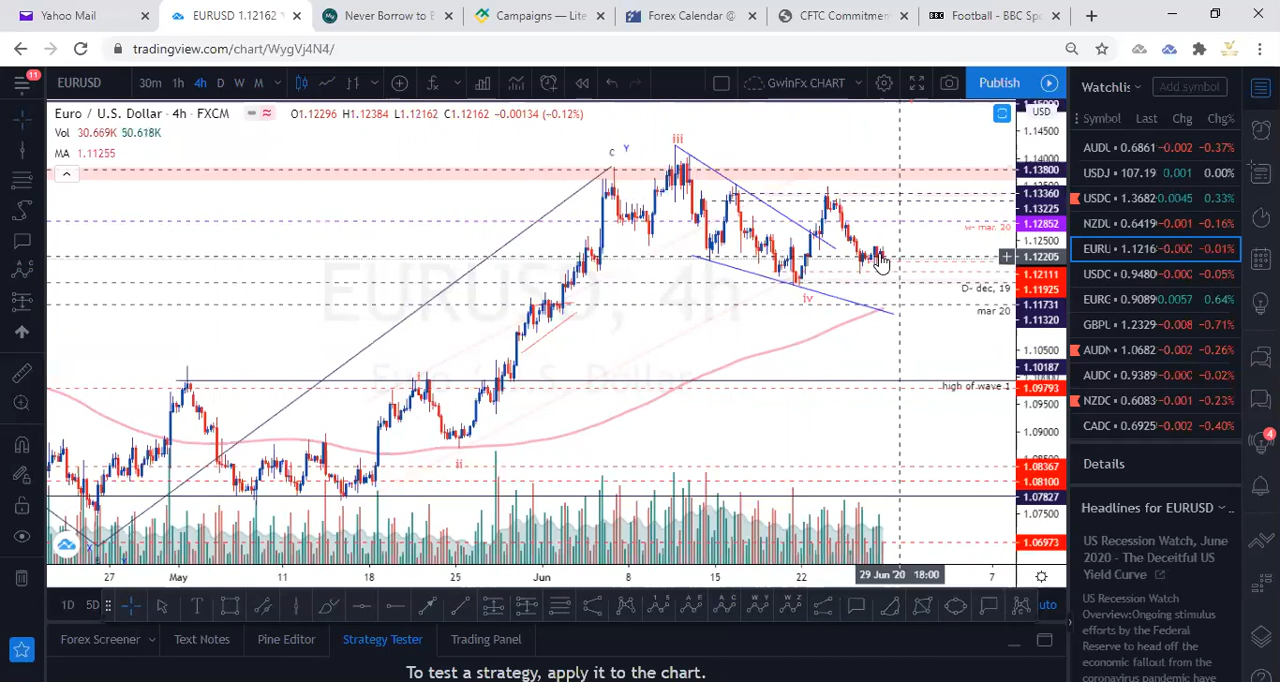 Yahoo Mail
EURUSD 1.12162
Never Borrow to E
Campaigns — Lite
Forex Calendar @
CFTC Commitmen
Football - BBC Sp
tradingview.com/chart/WygVj4N4/
11
EURUSD
30m 1h 4h D W M
GwinFX CHART
Publish
Watchlis
Add symbol
Euro / U.S. Dollar · 4h · FXCM
O1.12296 H1.12384 L1.12162 C1.12162 −0.00134 (−0.12%)
Vol 30.669K 50.618K
MA 1.11255
USD
Symbol Last Chg Chg%
AUDL 0.6861 -0.002 -0.37%
USDJ 107.19 0.001 0.00%
USDC 1.3682 0.0045 0.33%
NZDL 0.6419 -0.001 -0.16%
EURL 1.1216 -0.000 -0.01%
USDC 0.9480 -0.000 -0.05%
EURC 0.9089 0.0057 0.64%
GBPL 1.2329 -0.008 -0.71%
AUDN 1.0682 -0.002 -0.26%
AUDC 0.9389 -0.000 -0.02%
NZDC 0.6083 -0.001 -0.23%
CADC 0.6925 -0.002 -0.40%
1.14500
1.14000
1.13800
1.13360
1.13225
1.12852
1.12500
1.12205
1.12111
1.11925
1.11731
1.11320
1.10500
1.10187
1.09793
1.09500
1.09000
1.08367
1.08100
1.07827
1.07500
1.06973
C
Y
iii
w- mar, 20
D- dec, 19
mar 20
iv
EURUSD, 4h
Euro / U.S. Dollar
i
high of wave 1
ii
X
27 May 11 18 25 Jun 8 15 22
29 Jun '20 18:00
7
4
Details
Headlines for EURUSD
US Recession Watch, June
2020 - The Deceitful US
Yield Curve
US Recession Watch
Overview:Ongoing stimulus
efforts by the Federal
Reserve to head off the
economic fallout from the
coronavirus pandemic have
1D 5D
auto
Forex Screener
Text Notes
Pine Editor
Strategy Tester
Trading Panel
To test a strategy, apply it to the chart.